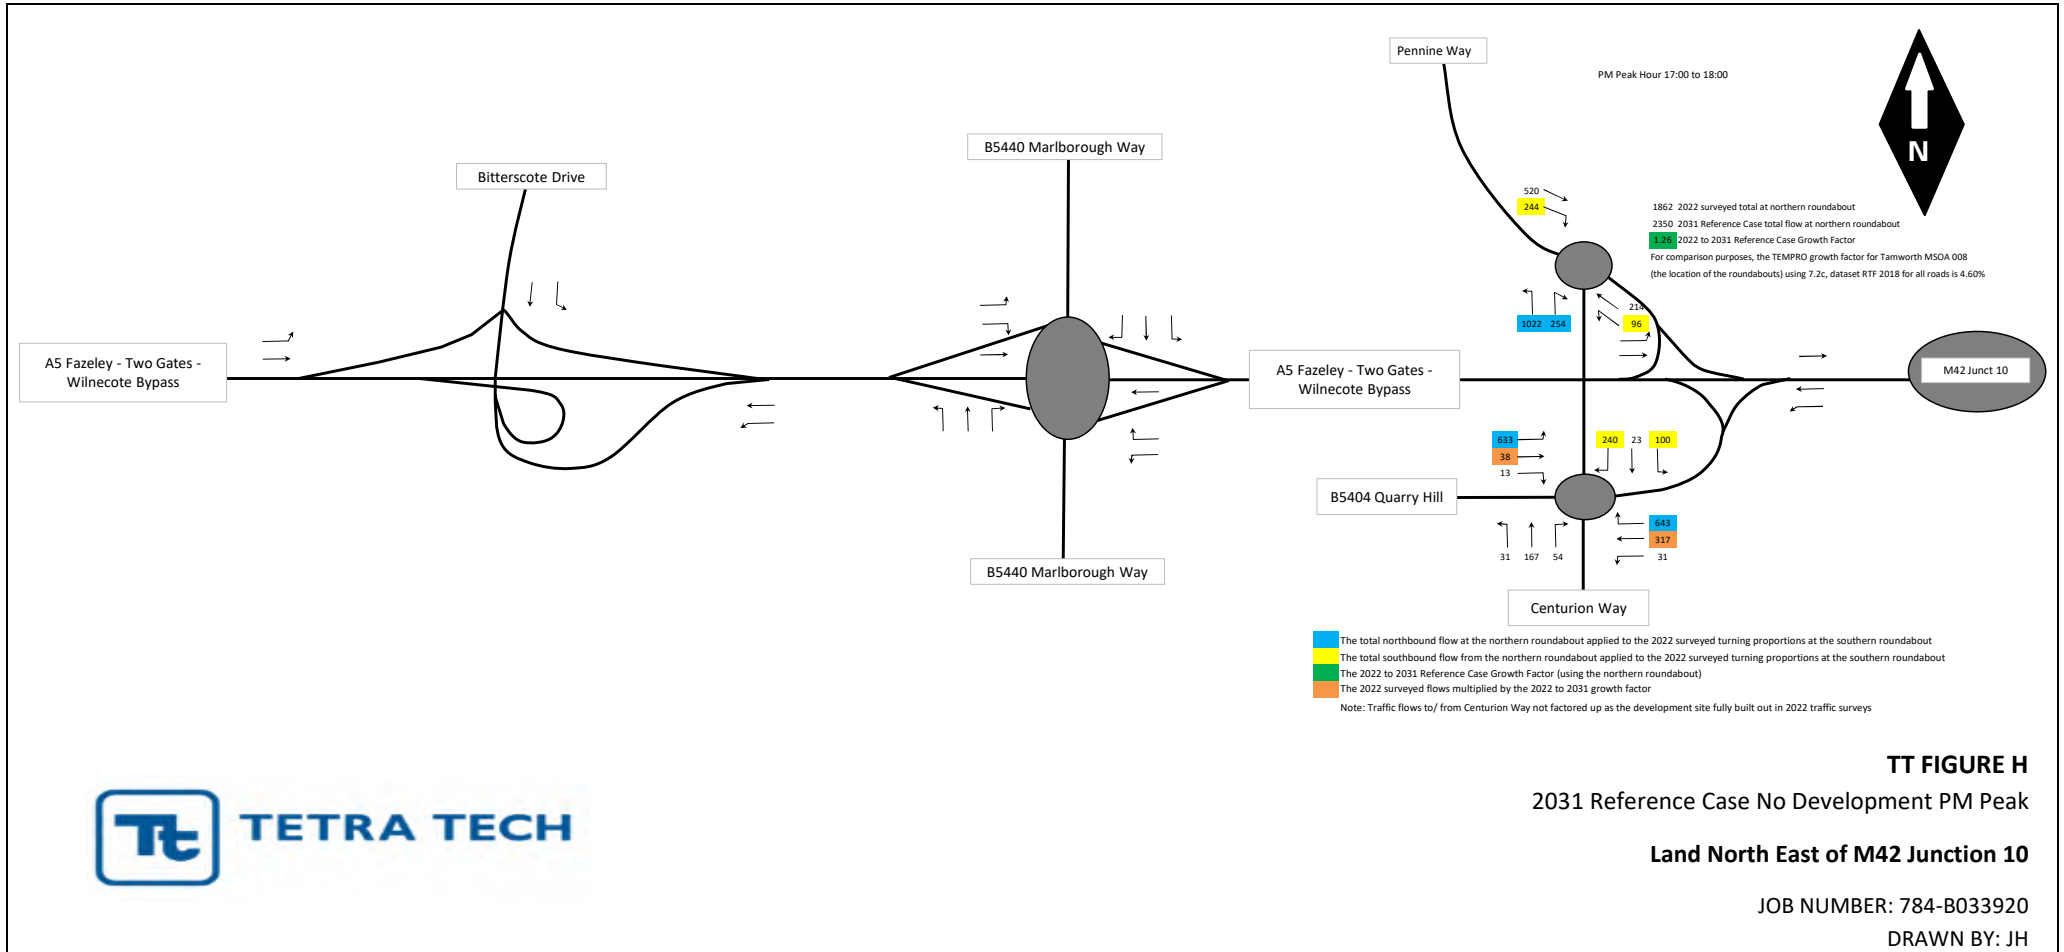 Pennine Way
PM Peak Hour 17:00 to 18:00
N
B5440 Marlborough Way
Bitterscote Drive
520
244
1862 2022 surveyed total at northern roundabout
2350 2031 Reference Case total flow at northern roundabout
1.26 2022 to 2031 Reference Case Growth Factor
For comparison purposes, the TEMPRO growth factor for Tamworth MSOA 008
(the location of the roundabouts) using 7.2c, dataset RTF 2018 for all roads is 4.60%
214
1022 254
96
A5 Fazeley - Two Gates -
Wilnecote Bypass
A5 Fazeley - Two Gates -
Wilnecote Bypass
M42 Junct 10
633
38
13
240 23 100
B5404 Quarry Hill
643
317
31
31 167 54
B5440 Marlborough Way
Centurion Way
The total northbound flow at the northern roundabout applied to the 2022 surveyed turning proportions at the southern roundabout
The total southbound flow from the northern roundabout applied to the 2022 surveyed turning proportions at the southern roundabout
The 2022 to 2031 Reference Case Growth Factor (using the northern roundabout)
The 2022 surveyed flows multiplied by the 2022 to 2031 growth factor
Note: Traffic flows to/ from Centurion Way not factored up as the development site fully built out in 2022 traffic surveys
TT FIGURE H
2031 Reference Case No Development PM Peak
Land North East of M42 Junction 10
JOB NUMBER: 784-B033920
DRAWN BY: JH
Tt TETRA TECH